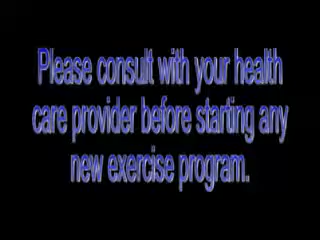 Please consult with your health
care provider before starting any
new exercise program.